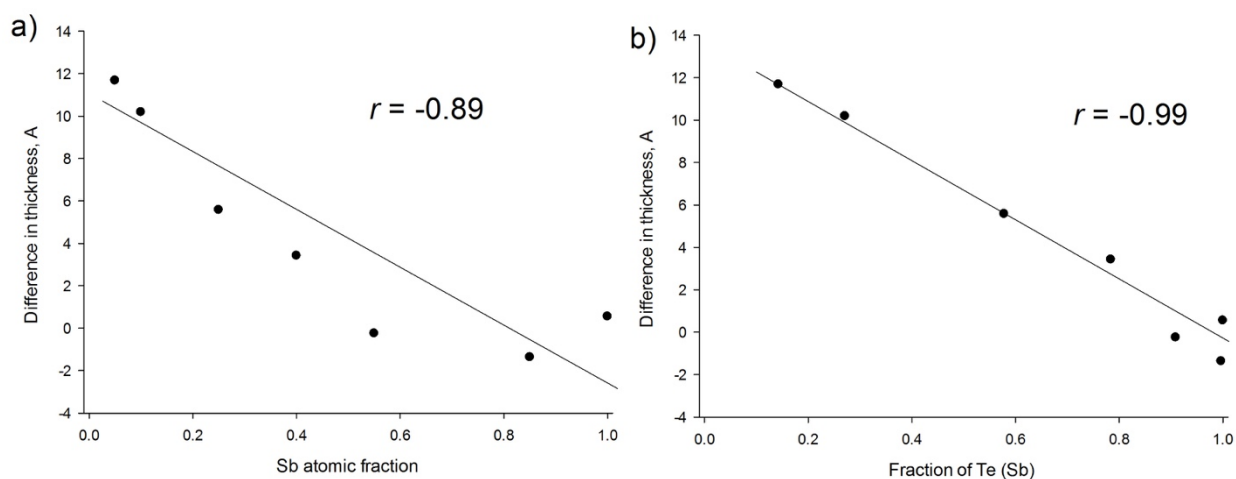 a)
14
12
10
8
6
4
2
0
-2
-4
Difference in thickness, A
r = -0.89
0.0 0.2 0.4 0.6 0.8 1.0
Sb atomic fraction
b)
14
12
10
8
6
4
2
0
-2
-4
Difference in thickness, A
r = -0.99
0.0 0.2 0.4 0.6 0.8 1.0
Fraction of Te (Sb)